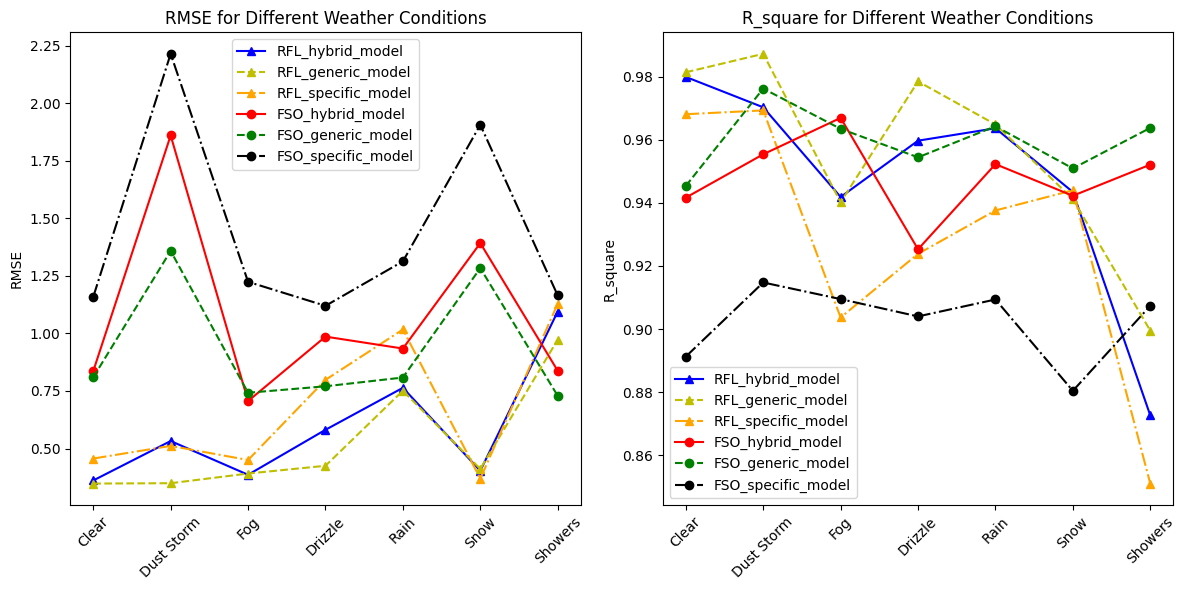 RMSE for Different Weather Conditions
RMSE
2.25
2.00
1.75
1.50
1.25
1.00
0.75
0.50
RFL_hybrid_model
RFL_generic_model
RFL_specific_model
FSO_hybrid_model
FSO_generic_model
FSO_specific_model
Clear
Dust Storm
Fog
Drizzle
Rain
Snow
Showers
R_square for Different Weather Conditions
R_square
0.98
0.96
0.94
0.92
0.90
0.88
0.86
RFL_hybrid_model
RFL_generic_model
RFL_specific_model
FSO_hybrid_model
FSO_generic_model
FSO_specific_model
Clear
Dust Storm
Fog
Drizzle
Rain
Snow
Showers